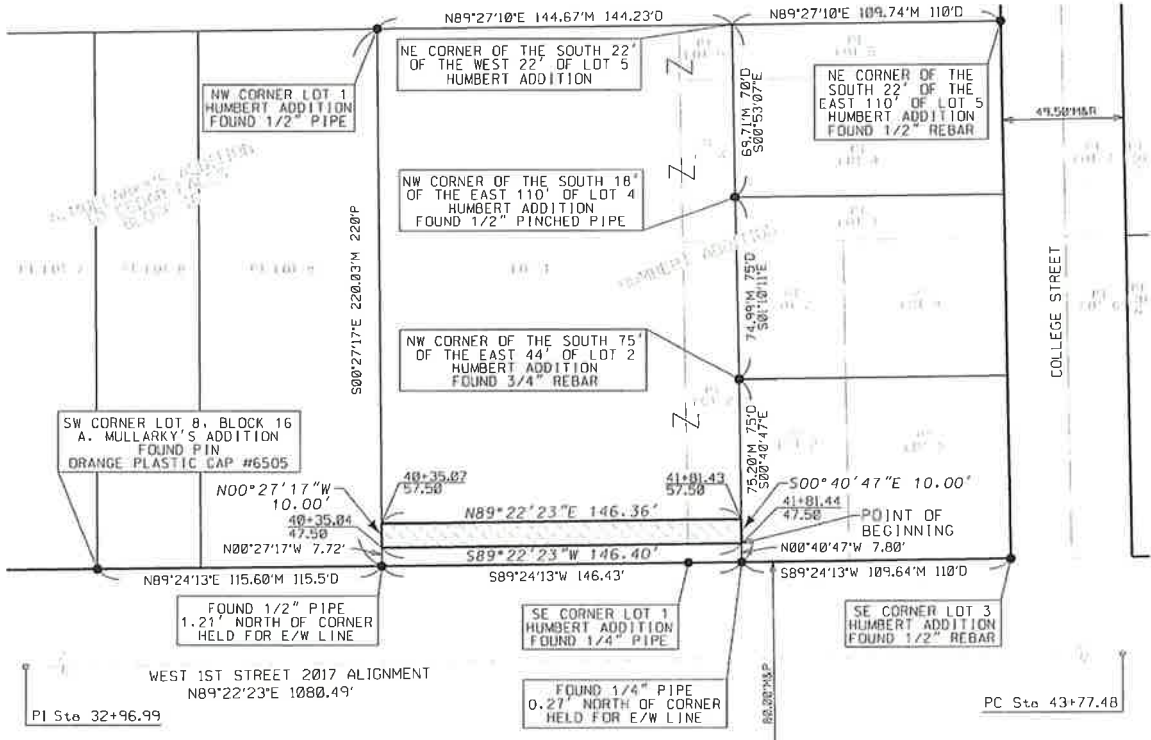 N89°27'10"E 144.67'M 144.23'D
N89°27'10"E 109.74'M 110'D
NE CORNER OF THE SOUTH 22'
OF THE WEST 22' OF LOT 5
HUMBERT ADDITION
NE CORNER OF THE
SOUTH 22' OF THE
EAST 110' OF LOT 5
HUMBERT ADDITION
FOUND 1/2" REBAR
NW CORNER LOT 1
HUMBERT ADDITION
FOUND 1/2" PIPE
69.71'M 70'D
S00°53'07"E
49.50'M&R
NW CORNER OF THE SOUTH 18'
OF THE EAST 110' OF LOT 4
HUMBERT ADDITION
FOUND 1/2" PINCHED PIPE
S00°27'17"E 220.03'M 220'P
HUMBERT ADDITION
74.99'M 75'D
S01°10'11"E
COLLEGE STREET
NW CORNER OF THE SOUTH 75'
OF THE EAST 44' OF LOT 2
HUMBERT ADDITION
FOUND 3/4" REBAR
SW CORNER LOT 8, BLOCK 16
A. MULLARKY'S ADDITION
FOUND PIN
ORANGE PLASTIC CAP #6505
75.20'M 75'D
S00°40'47"E
N00°27'17"W
10.00'
40+35.07
57.50
41+81.43
57.50
S00°40'47"E 10.00'
N89°22'23"E 146.36'
40+35.04
47.50
41+81.44
47.50
POINT OF
BEGINNING
N00°27'17"W 7.72'
S89°22'23"W 146.40'
N00°40'47"W 7.80'
N89°24'13"E 115.60'M 115.5'D
S89°24'13"W 146.43'
S89°24'13"W 109.64'M 110'D
FOUND 1/2" PIPE
1.21' NORTH OF CORNER
HELD FOR E/W LINE
SE CORNER LOT 1
HUMBERT ADDITION
FOUND 1/4" PIPE
SE CORNER LOT 3
HUMBERT ADDITION
FOUND 1/2" REBAR
WEST 1ST STREET 2017 ALIGNMENT
N89°22'23"E 1080.49'
FOUND 1/4" PIPE
0.27' NORTH OF CORNER
HELD FOR E/W LINE
80.00'M&P
PI Sta 32+96.99
PC Sta 43+77.48